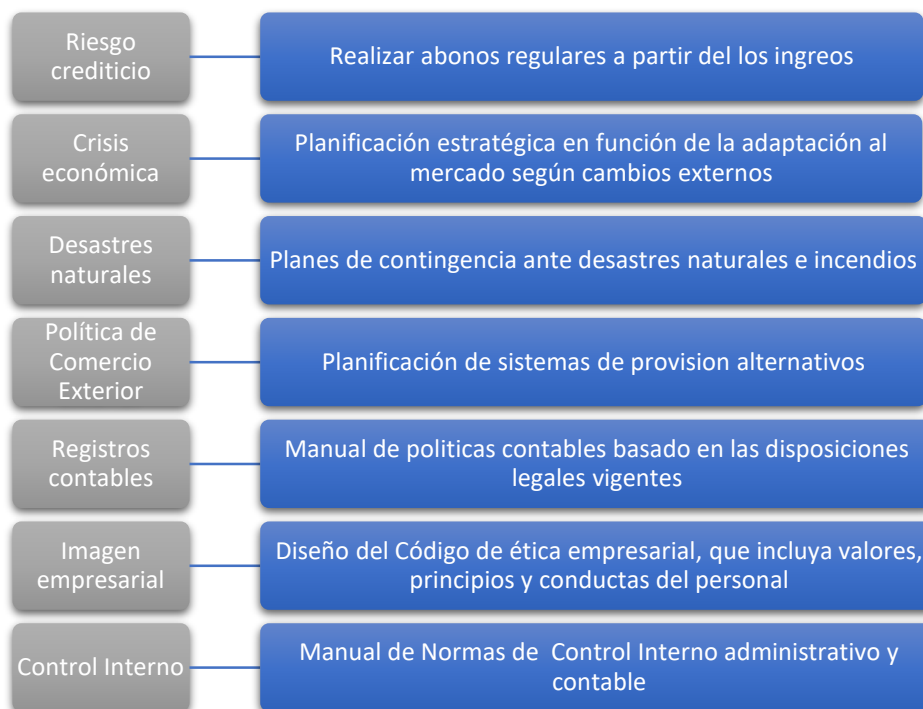 Riesgo
crediticio
Realizar abonos regulares a partir del los ingreos
Crisis
económica
Planificación estratégica en función de la adaptación al
mercado según cambios externos
Desastres
naturales
Planes de contingencia ante desastres naturales e incendios
Política de
Comercio
Exterior
Planificación de sistemas de provision alternativos
Registros
contables
Manual de politicas contables basado en las disposiciones
legales vigentes
Imagen
empresarial
Diseño del Código de ética empresarial, que incluya valores,
principios y conductas del personal
Control Interno
Manual de Normas de  Control Interno administrativo y
contable